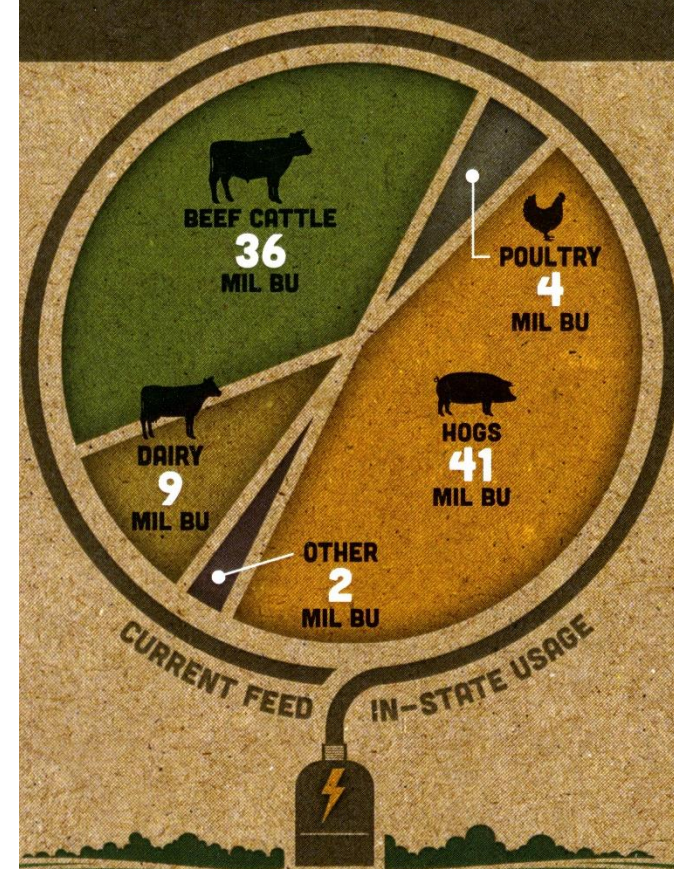 BEEF CATTLE
36
MIL BU
POULTRY
4
MIL BU
HOGS
41
MIL BU
DAIRY
9
MIL BU
OTHER
2
MIL BU
CURRENT FEED IN-STATE USAGE